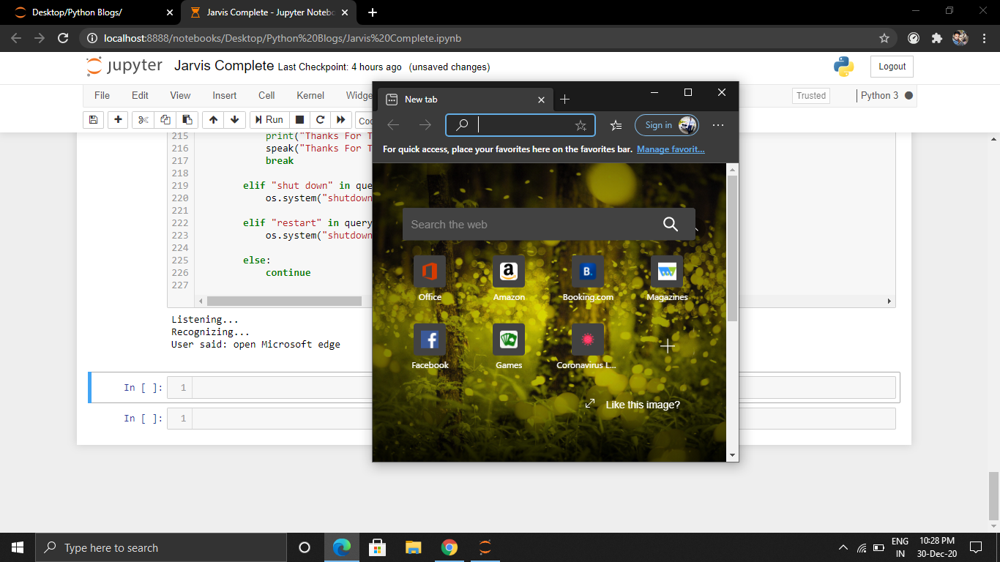 Desktop/Python Blogs/
Jarvis Complete - Jupyter Notebo
localhost:8888/notebooks/Desktop/Python%20Blogs/Jarvis%20Complete.ipynb
jupyter Jarvis Complete Last Checkpoint: 4 hours ago (unsaved changes)
Logout
File Edit View Insert Cell Kernel Widge
Trusted Python 3
Run Coo
215 print("Thanks For T
216 speak("Thanks For T
217 break
218
219 elif "shut down" in que
220 os.system("shutdown
221
222 elif "restart" in query
223 os.system("shutdown
224
225 else:
226 continue
227
Listening...
Recognizing...
User said: open Microsoft edge
In [ ]: 1
In [ ]: 1
New tab
Sign in
For quick access, place your favorites here on the favorites bar. Manage favorit...
Search the web
Office Amazon Booking.com Magazines
Facebook Games Coronavirus L...
Like this image?
Type here to search
ENG
IN
10:28 PM
30-Dec-20